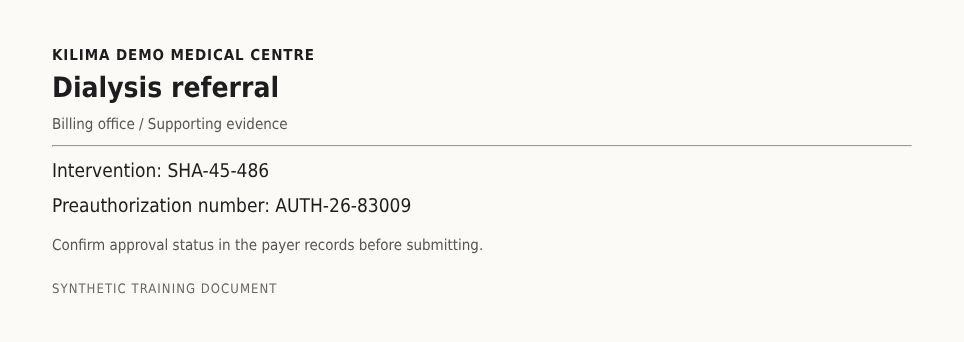 KILIMA DEMO MEDICAL CENTRE
Dialysis referral
Billing office / Supporting evidence
Intervention: SHA-45-486
Preauthorization number: AUTH-26-83009
Confirm approval status in the payer records before submitting.
SYNTHETIC TRAINING DOCUMENT